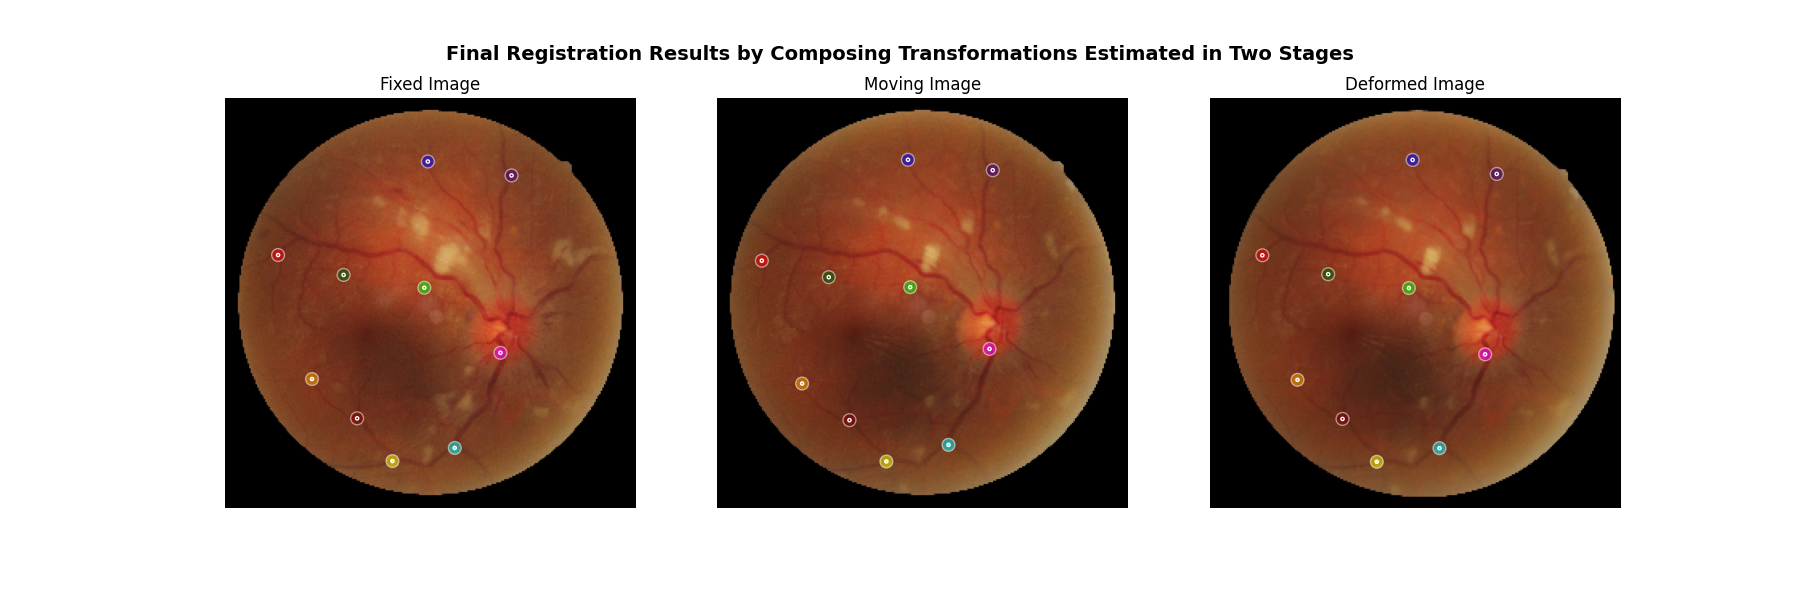 Final Registration Results by Composing Transformations Estimated in Two Stages
Fixed Image
Moving Image
Deformed Image